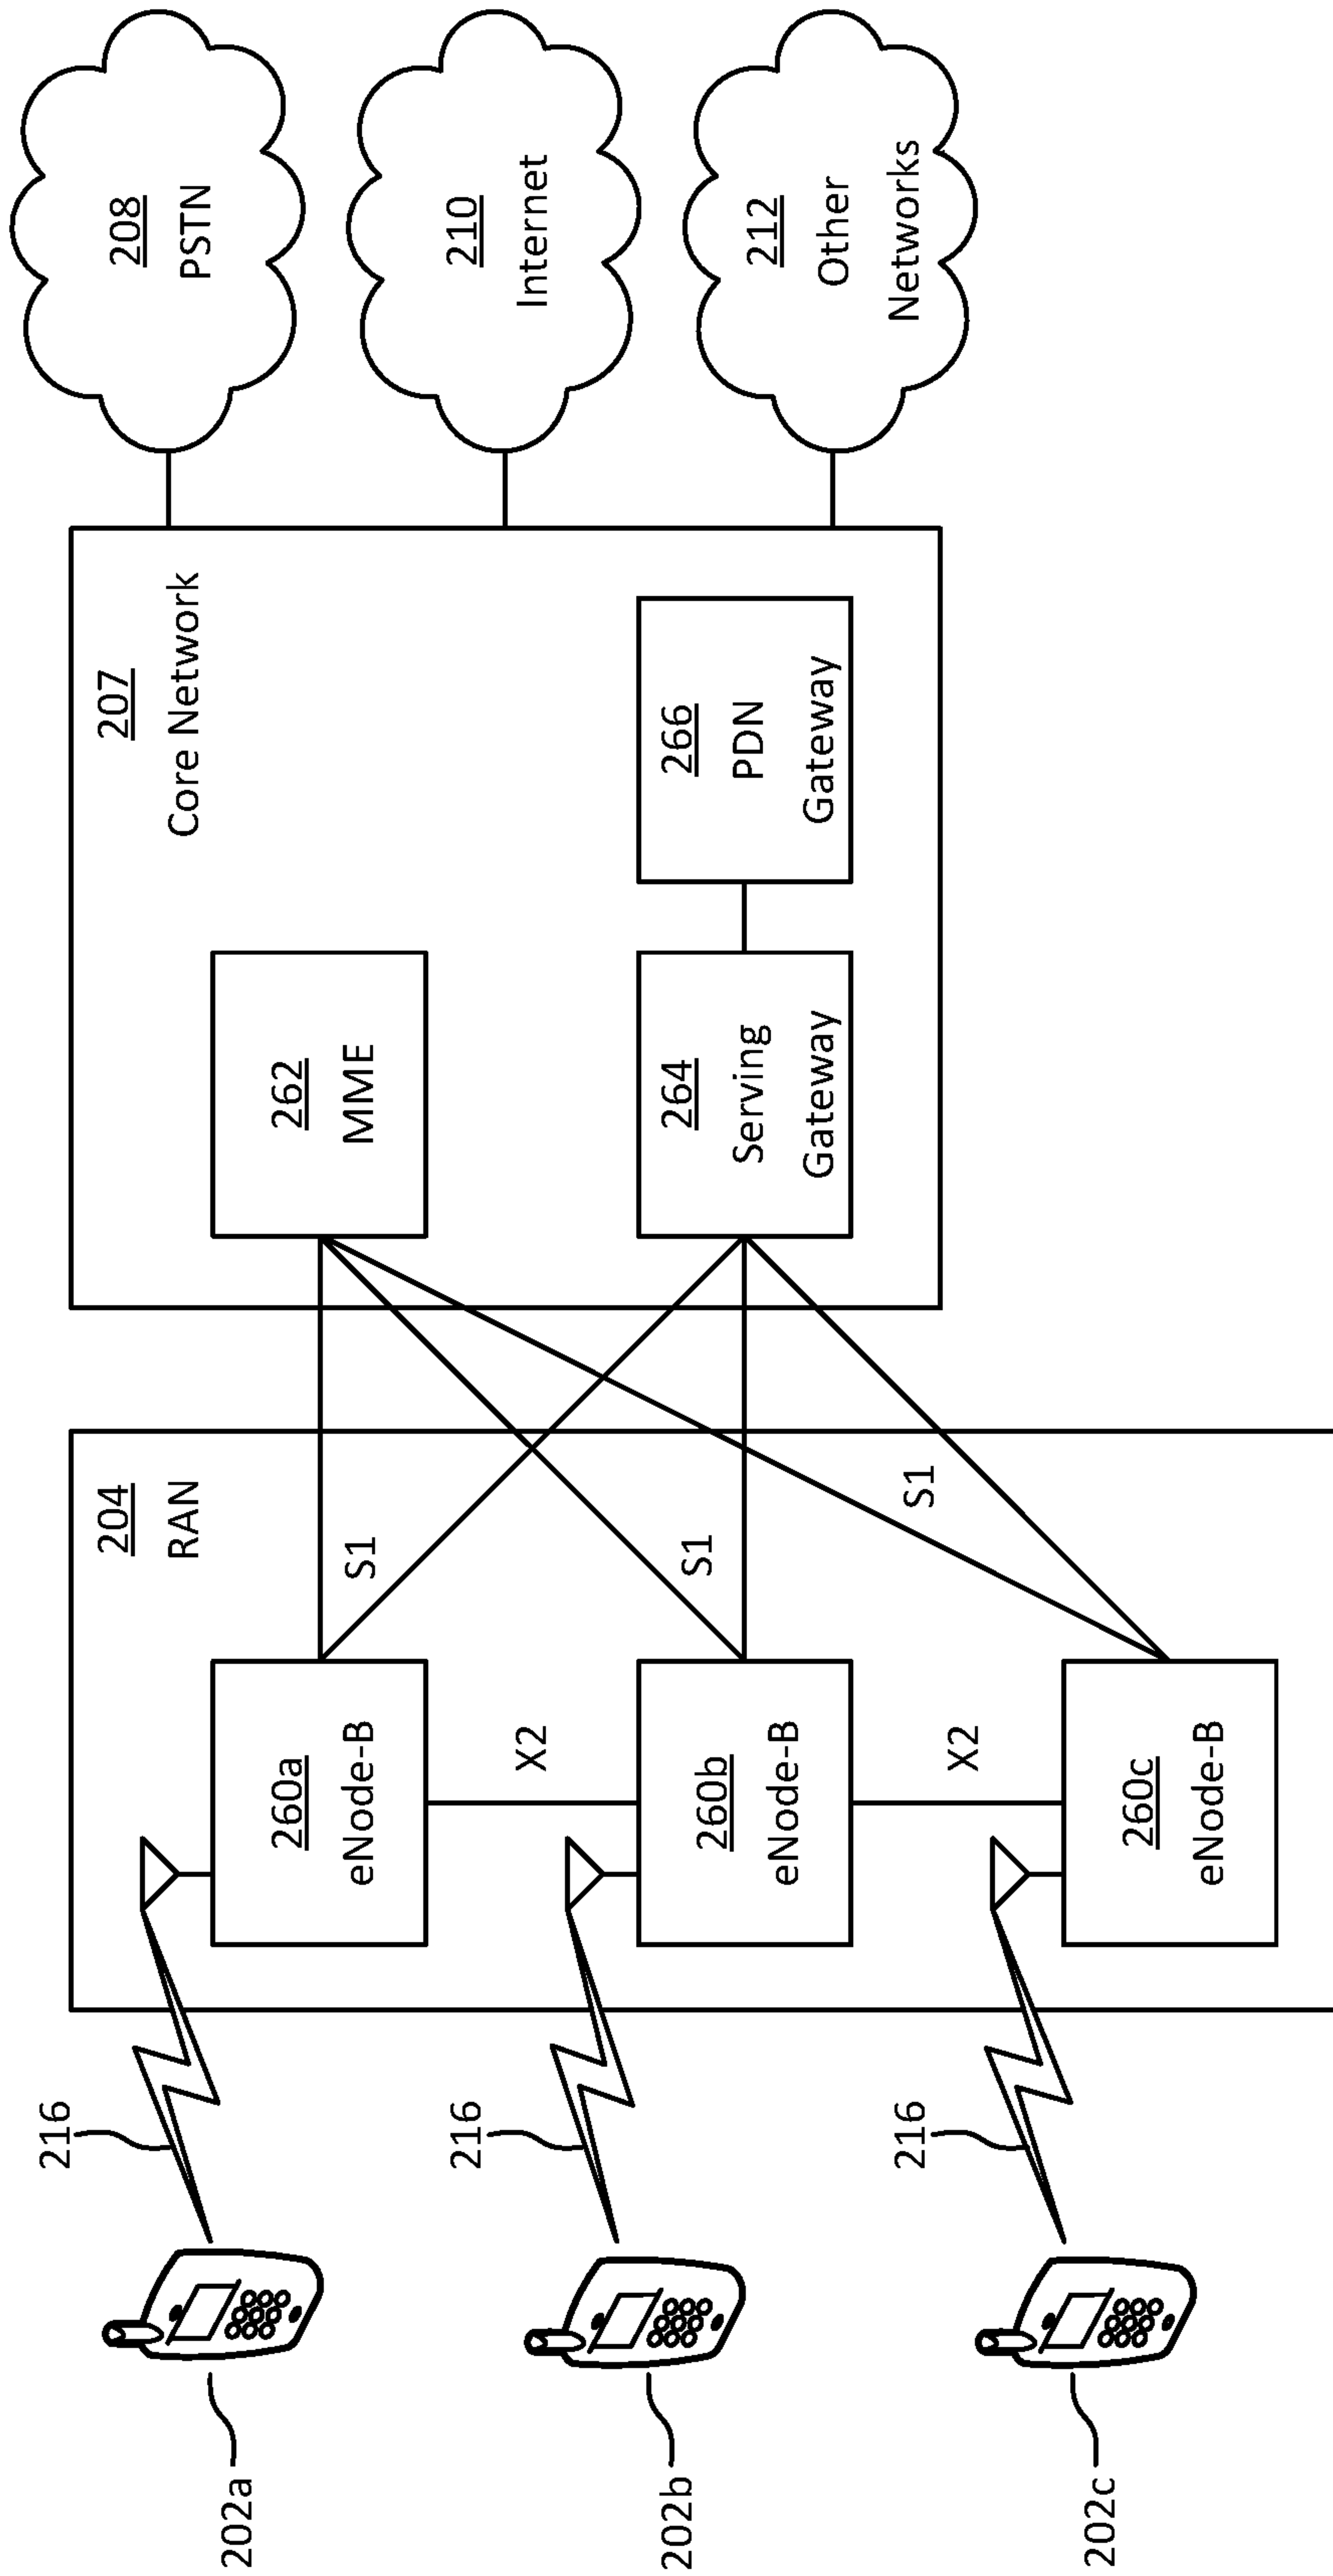 202a
202b
202c
216
216
216
204
RAN
260a
eNode-B
260b
eNode-B
260c
eNode-B
X2
X2
S1
S1
S1
207
Core Network
262
MME
264
Serving
Gateway
266
PDN
Gateway
208
PSTN
210
Internet
212
Other
Networks